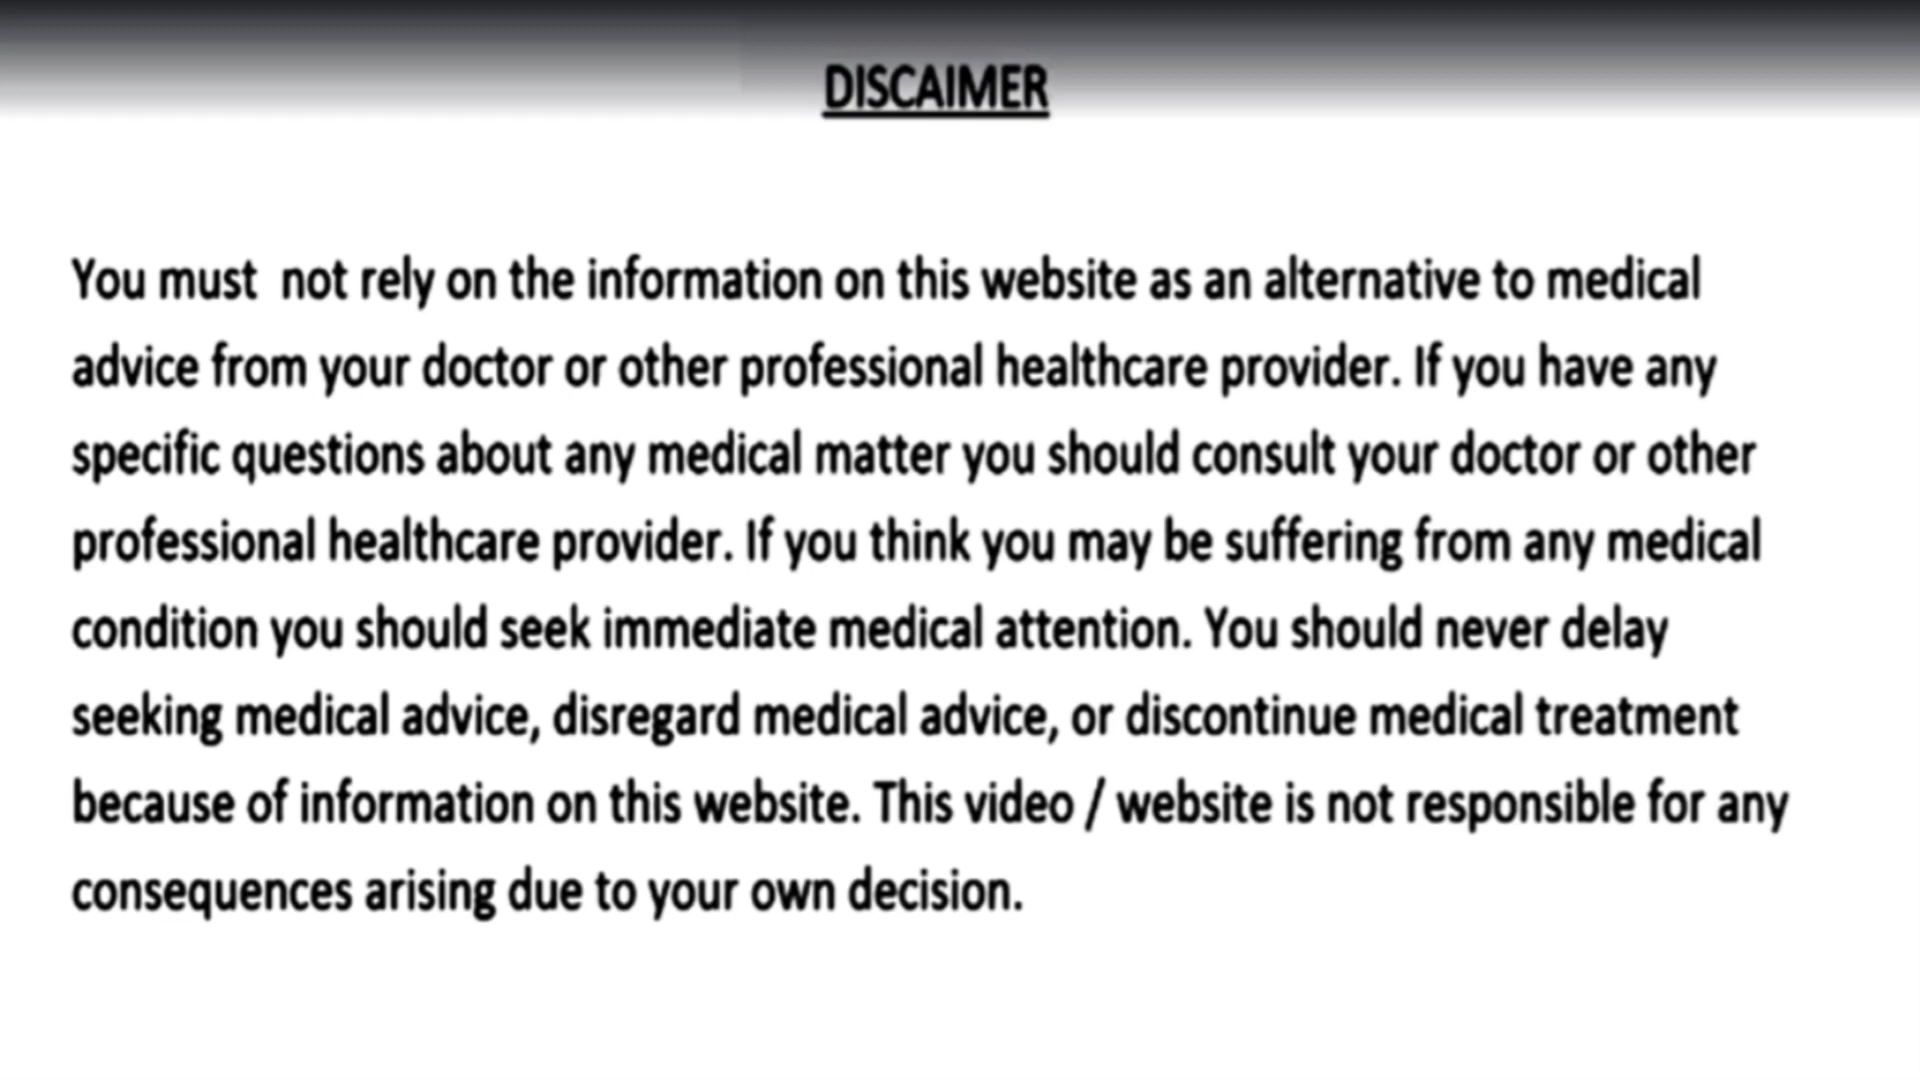 DISCAIMER
You must  not rely on the information on this website as an alternative to medical
advice from your doctor or other professional healthcare provider. If you have any
specific questions about any medical matter you should consult your doctor or other
professional healthcare provider. If you think you may be suffering from any medical
condition you should seek immediate medical attention. You should never delay
seeking medical advice, disregard medical advice, or discontinue medical treatment
because of information on this website. This video / website is not responsible for any
consequences arising due to your own decision.